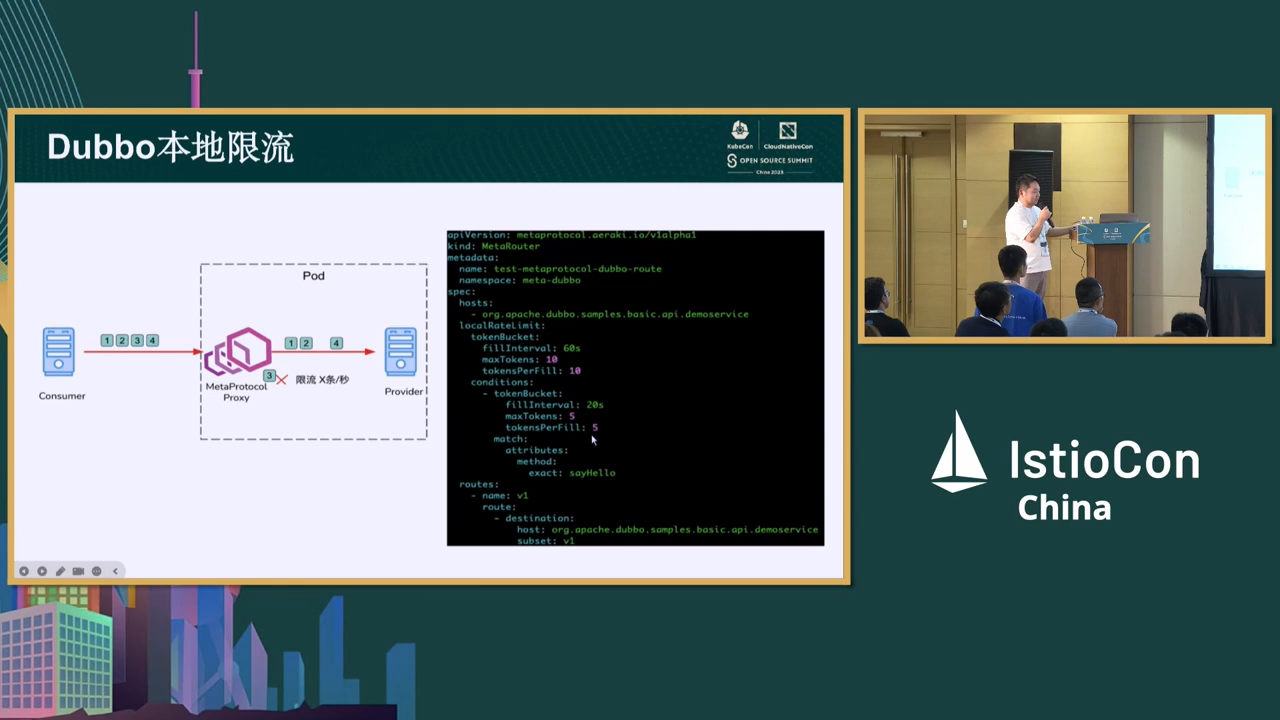 Dubbo本地限流
KubeCon
CloudNativeCon
OPEN SOURCE SUMMIT
China 2023
Pod
1 2 3 4
1 2 4
3
限流 X条/秒
MetaProtocol
Proxy
Consumer
Provider
apiVersion: metaprotocol.aeraki.io/v1alpha1
kind: MetaRouter
metadata:
  name: test-metaprotocol-dubbo-route
  namespace: meta-dubbo
spec:
  hosts:
    - org.apache.dubbo.samples.basic.api.demoservice
  localRateLimit:
    tokenBucket:
      fillInterval: 60s
      maxTokens: 10
      tokensPerFill: 10
    conditions:
      - tokenBucket:
          fillInterval: 20s
          maxTokens: 5
          tokensPerFill: 5
        match:
          attributes:
            method:
              exact: sayHello
  routes:
    - name: v1
      route:
        - destination:
            host: org.apache.dubbo.samples.basic.api.demoservice
            subset: v1
IstioCon
China